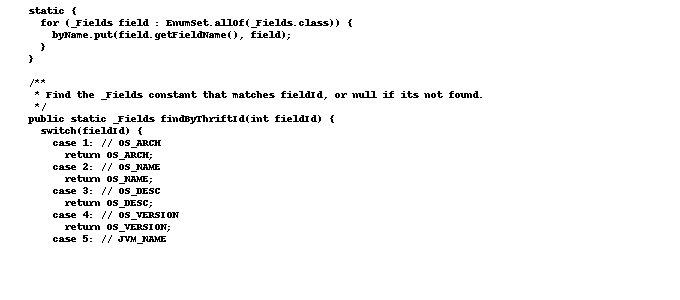 static {
for (_Fields field : EnumSet.allOf(_Fields.class)) {
byName.put(field.getFieldName(), field);
}
}
/**
* Find the _Fields constant that matches fieldId, or null if its not found.
*/
public static _Fields findByThriftId(int fieldId) {
switch(fieldId) {
case 1: // OS_ARCH
return OS_ARCH;
case 2: // OS_NAME
return OS_NAME;
case 3: // OS_DESC
return OS_DESC;
case 4: // OS_VERSION
return OS_VERSION;
case 5: // JVM_NAME